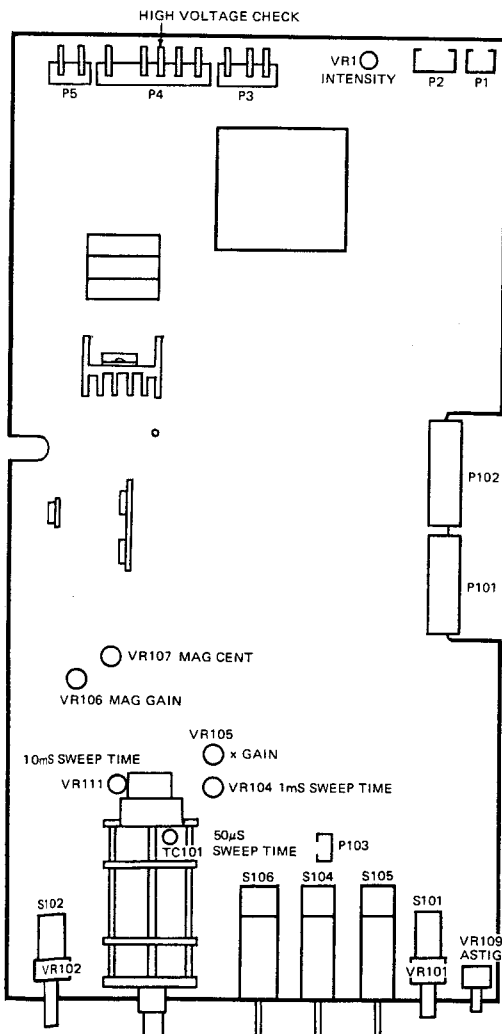 HIGH VOLTAGE CHECK
P5
P4
P3
VR1
INTENSITY
P2
P1
P102
P101
VR107 MAG CENT
VR106 MAG GAIN
VR105
× GAIN
10mS SWEEP TIME
VR111
VR104 1mS SWEEP TIME
50µS
TC101 SWEEP TIME
P103
S106
S104
S105
S102
S101
VR109
ASTIG
VR102
VR101